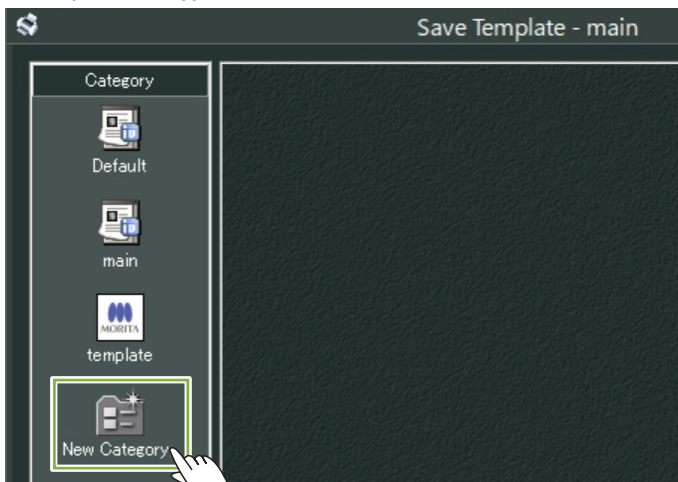 Save Template - main
Category
Default
main
MORITA
template
New Category